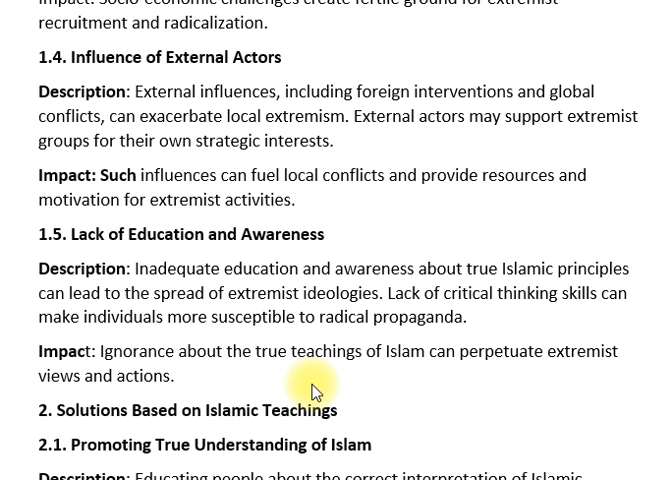 Impact: Socio-economic challenges create fertile ground for extremist
recruitment and radicalization.
1.4. Influence of External Actors
Description: External influences, including foreign interventions and global
conflicts, can exacerbate local extremism. External actors may support extremist
groups for their own strategic interests.
Impact: Such influences can fuel local conflicts and provide resources and
motivation for extremist activities.
1.5. Lack of Education and Awareness
Description: Inadequate education and awareness about true Islamic principles
can lead to the spread of extremist ideologies. Lack of critical thinking skills can
make individuals more susceptible to radical propaganda.
Impact: Ignorance about the true teachings of Islam can perpetuate extremist
views and actions.
2. Solutions Based on Islamic Teachings
2.1. Promoting True Understanding of Islam
Description: Educating people about the correct interpretation of Islamic